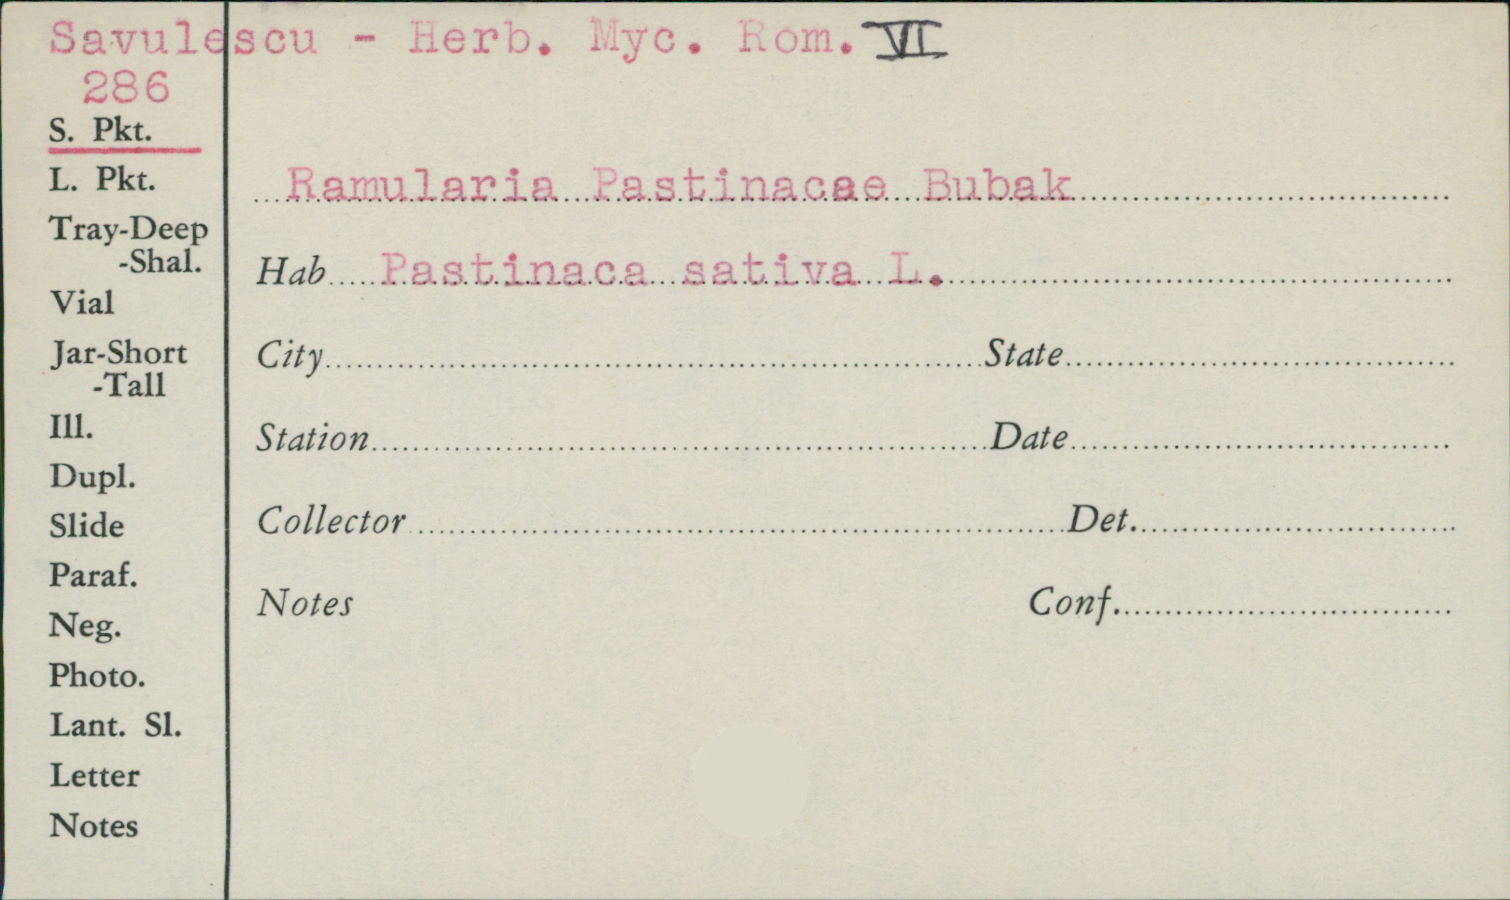 Savulescu - Herb. Myc. Rom. VI
286
S. Pkt.
L. Pkt.
Tray-Deep
-Shal.
Vial
Jar-Short
-Tall
Ill.
Dupl.
Slide
Paraf.
Neg.
Photo.
Lant. Sl.
Letter
Notes
Ramularia Pastinacae Bubak
Hab Pastinaca sativa L.
City State
Station Date
Collector Det.
Notes Conf.